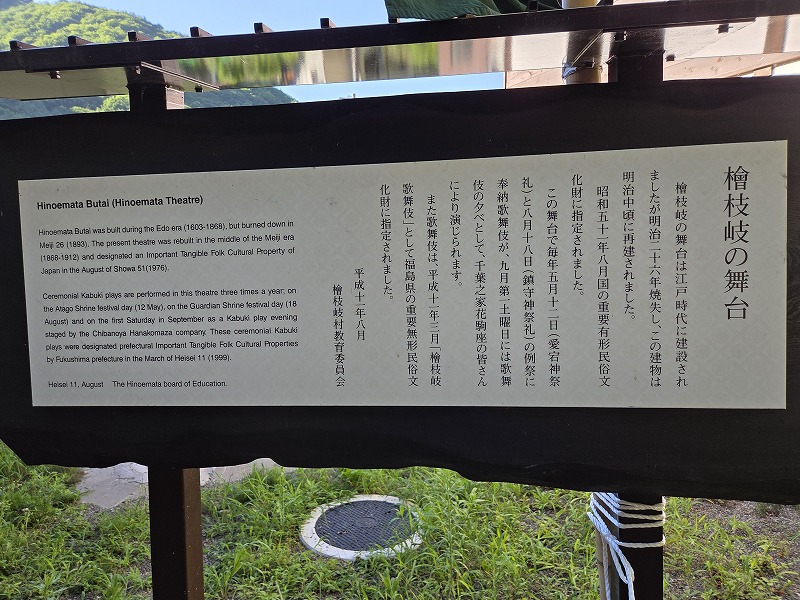 檜枝岐の舞台
檜枝岐の舞台は江戸時代に建設され
ましたが明治二十六年焼失し、この建物は
明治中頃に再建されました。
昭和五十一年八月国の重要有形民俗文
化財に指定されました。
この舞台で毎年五月十二日(愛宕神祭
礼)と八月十八日(鎮守神祭礼)の例祭に
奉納歌舞伎が、九月第一土曜日には歌舞
伎の夕べとして、千葉之家花駒座の皆さん
により演じられます。
また歌舞伎は、平成十一年三月「檜枝岐
歌舞伎」として福島県の重要無形民俗文
化財に指定されました。
平成十一年八月
檜枝岐村教育委員会
Hinoemata Butai (Hinoemata Theatre)
Hinoemata Butai was built during the Edo era (1603-1868), but burned down in
Meiji 26 (1893). The present theatre was rebuilt in the middle of the Meiji era
(1868-1912) and designated an Important Tangible Folk Cultural Property of
Japan in the August of Showa 51(1976).
Ceremonial Kabuki plays are performed in this theatre three times a year; on
the Atago Shrine festival day (12 May), on the Guardian Shrine festival day (18
August) and on the first Saturday in September as a Kabuki play evening
staged by the Chibanoya Hanakomaza company. These ceremonial Kabuki
plays were designated prefectural Important Tangible Folk Cultural Properties
by Fukushima prefecture in the March of Heisei 11 (1999).
Heisei 11, August The Hinoemata board of Education.